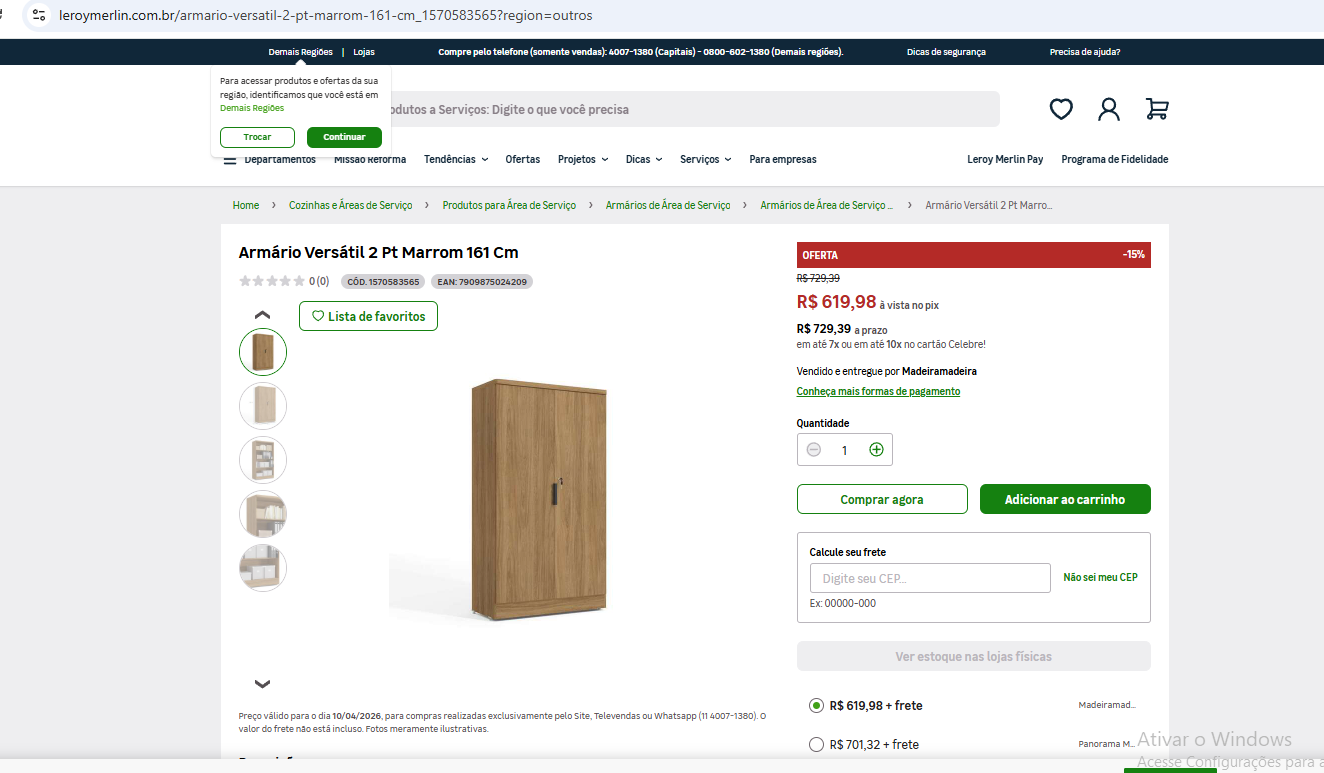 leroymerlin.com.br/armario-versatil-2-pt-marrom-161-cm_1570583565?region=outros
Demais Regiões | Lojas
Compre pelo telefone (somente vendas): 4007-1380 (Capitais) - 0800-602-1380 (Demais regiões).
Dicas de segurança
Precisa de ajuda?
Para acessar produtos e ofertas da sua
região, identificamos que você está em
Demais Regiões
Trocar
Continuar
odutos a Serviços: Digite o que você precisa
Departamentos
Missão Reforma
Tendências
Ofertas
Projetos
Dicas
Serviços
Para empresas
Leroy Merlin Pay
Programa de Fidelidade
Home > Cozinhas e Áreas de Serviço > Produtos para Área de Serviço > Armários de Área de Serviço > Armários de Área de Serviço ... > Armário Versátil 2 Pt Marro...
Armário Versátil 2 Pt Marrom 161 Cm
0 (0)
CÓD. 1570583565
EAN: 7909875024209
Lista de favoritos
Preço válido para o dia 10/04/2026, para compras realizadas exclusivamente pelo Site, Televendas ou Whatsapp (11 4007-1380). O
valor do frete não está incluso. Fotos meramente ilustrativas.
OFERTA
-15%
R$ 729,39
R$ 619,98 à vista no pix
R$ 729,39 a prazo
em até 7x ou em até 10x no cartão Celebre!
Vendido e entregue por Madeiramadeira
Conheça mais formas de pagamento
Quantidade
1
Comprar agora
Adicionar ao carrinho
Calcule seu frete
Digite seu CEP...
Não sei meu CEP
Ex: 00000-000
Ver estoque nas lojas físicas
R$ 619,98 + frete
Madeiramad...
R$ 701,32 + frete
Panorama M...
Ativar o Windows
Acesse Configurações para a